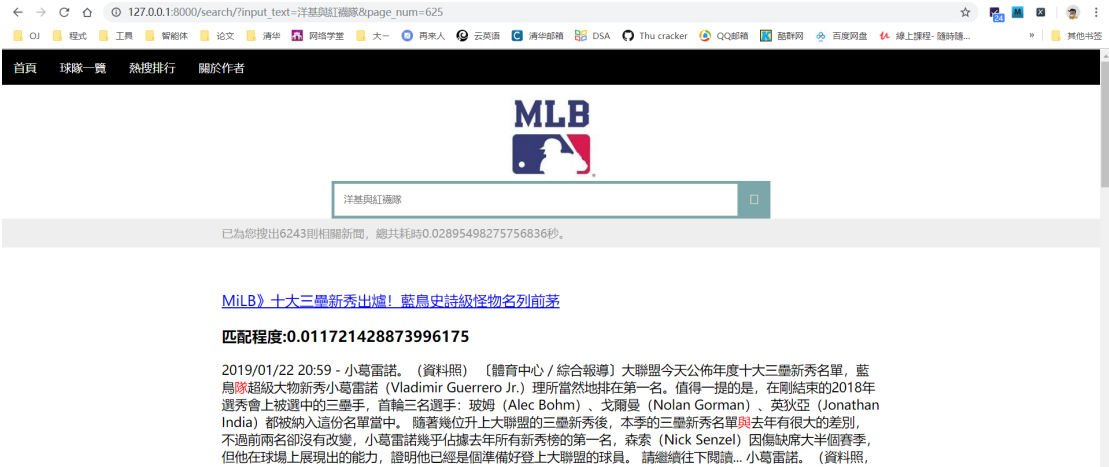 127.0.0.1:8000/search/?input_text=洋基與紅襪隊&page_num=625
24
M
OJ 程式 工具 智能体 论文 清华 网络学堂 大一 再来人 云英语 清华邮箱 DSA Thu cracker QQ邮箱 酷群网 百度网盘 線上課程- 隨時隨... » 其他书签
首頁 球隊一覽 熱搜排行 關於作者
MLB
洋基與紅襪隊
已為您搜出6243則相關新聞，總共耗時0.02895498275756836秒。
MiLB》十大三壘新秀出爐！藍鳥史詩級怪物名列前茅
匹配程度:0.011721428873996175
2019/01/22 20:59 - 小葛雷諾。（資料照） 〔體育中心／綜合報導〕大聯盟今天公佈年度十大三壘新秀名單，藍
鳥隊超級大物新秀小葛雷諾（Vladimir Guerrero Jr.）理所當然地排在第一名。值得一提的是，在剛結束的2018年
選秀會上被選中的三壘手，首輪三名選手：玻姆（Alec Bohm）、戈爾曼（Nolan Gorman）、英狄亞（Jonathan
India）都被納入這份名單當中。 隨著幾位升上大聯盟的三壘新秀後，本季的三壘新秀名單與去年有很大的差別，
不過前兩名卻沒有改變，小葛雷諾幾乎佔據去年所有新秀榜的第一名，森索（Nick Senzel）因傷缺席大半個賽季，
但他在球場上展現出的能力，證明他已經是個準備好登上大聯盟的球員。 請繼續往下閱讀... 小葛雷諾。（資料照，